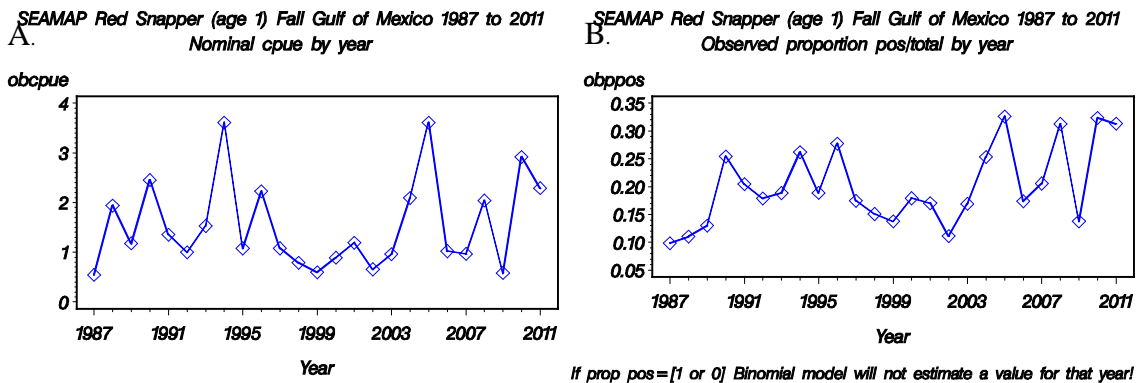 A.
SEAMAP Red Snapper (age 1) Fall Gulf of Mexico 1987 to 2011
Nominal cpue by year
obcpue
4
3
2
1
0
1987 1991 1995 1999 2003 2007 2011
Year
B.
SEAMAP Red Snapper (age 1) Fall Gulf of Mexico 1987 to 2011
Observed proportion pos/total by year
obppos
0.35
0.30
0.25
0.20
0.15
0.10
0.05
1987 1991 1995 1999 2003 2007 2011
Year
If prop pos=[1 or 0] Binomial model will not estimate a value for that year!